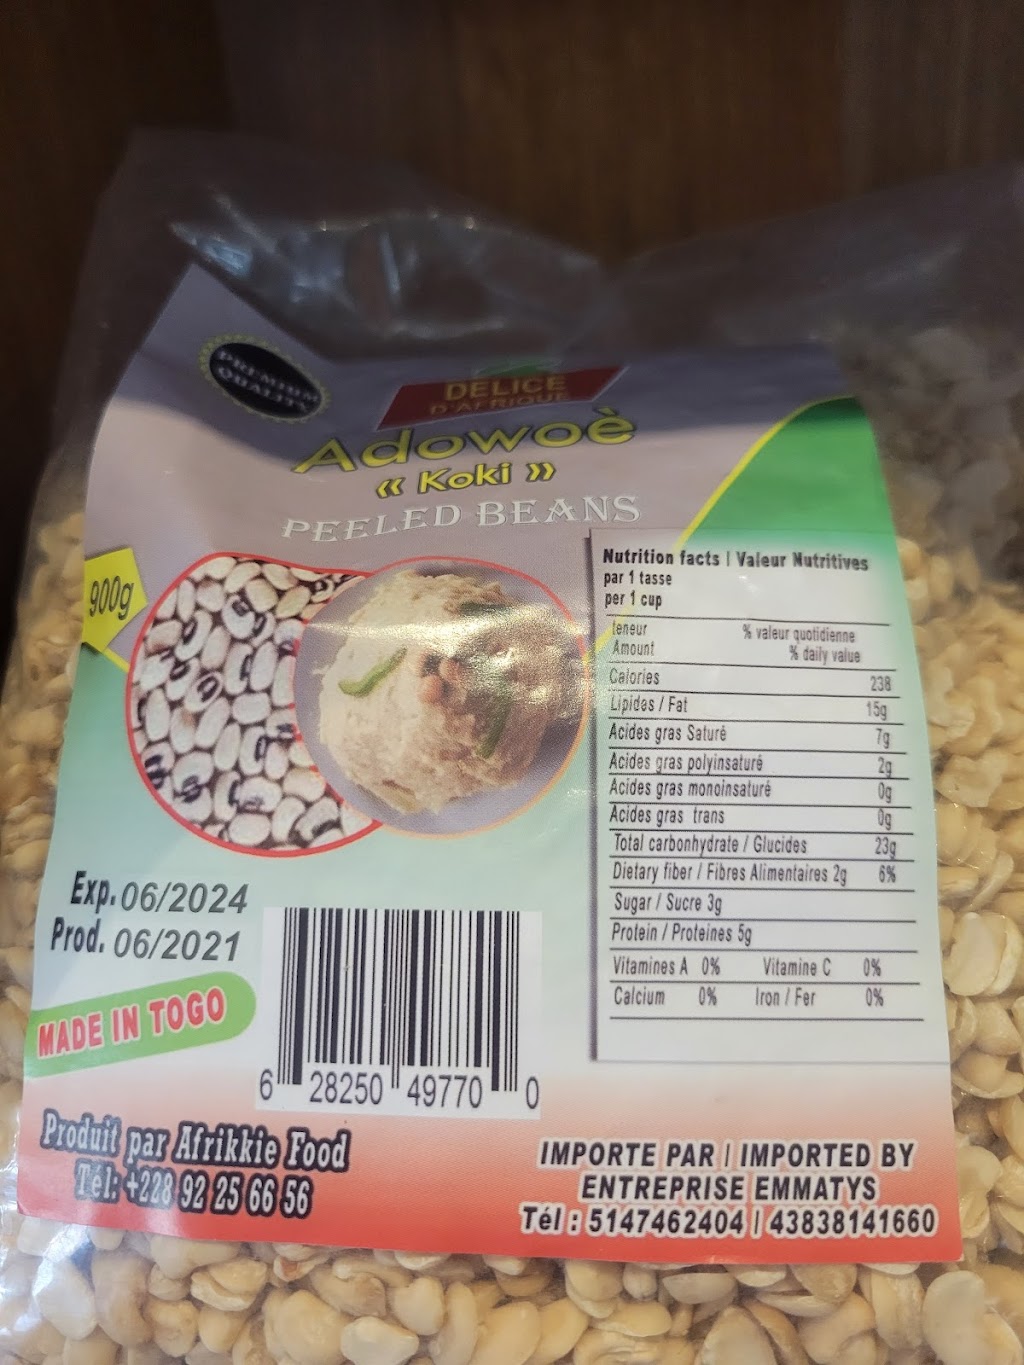 PREMIUM
QUALITY
DELICE
D'AFRIQUE
Adowoè
« Koki »
PEELED BEANS
900g
Nutrition facts | Valeur Nutritives
par 1 tasse
per 1 cup
teneur % valeur quotidienne
Amount % daily value
Calories 238
Lipides / Fat 15g
Acides gras Saturé 7g
Acides gras polyinsaturé 2g
Acides gras monoinsaturé 0g
Acides gras trans 0g
Total carbonhydrate / Glucides 23g
Dietary fiber / Fibres Alimentaires 2g 6%
Sugar / Sucre 3g
Protein / Proteines 5g
Vitamines A 0% Vitamine C 0%
Calcium 0% Iron / Fer 0%
Exp. 06/2024
Prod. 06/2021
MADE IN TOGO
6 28250 49770 0
Produit par Afrikkie Food
Tél: +228 92 25 66 56
IMPORTE PAR | IMPORTED BY
ENTREPRISE EMMATYS
Tél : 5147462404 | 43838141660